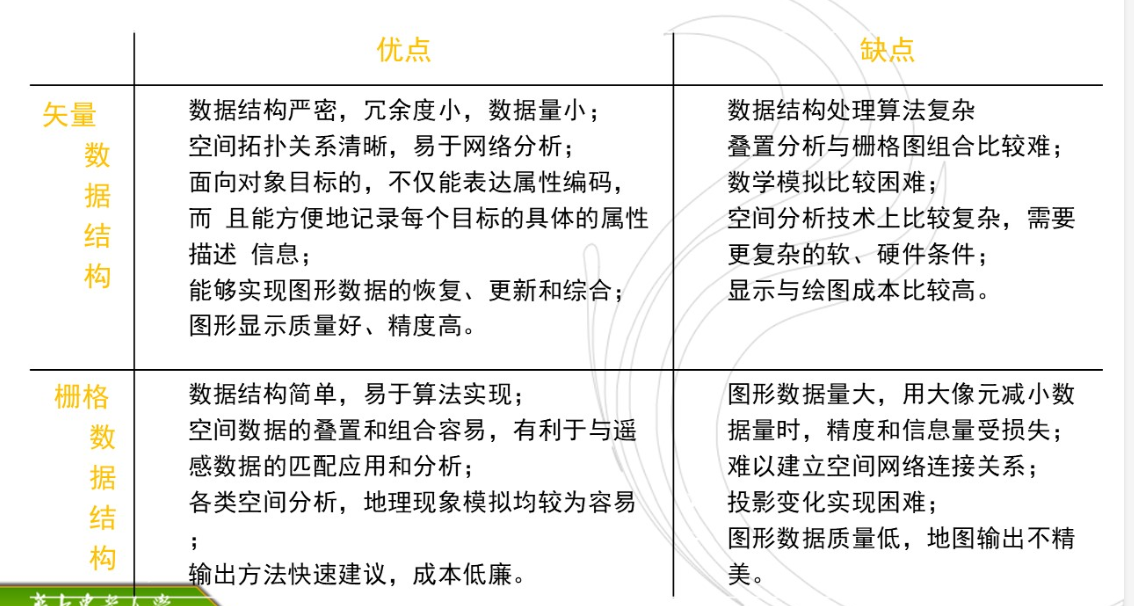 优点
缺点
矢量
数
据
结
构
数据结构严密，冗余度小，数据量小；
空间拓扑关系清晰，易于网络分析；
面向对象目标的，不仅能表达属性编码，
而 且能方便地记录每个目标的具体的属性
描述 信息；
能够实现图形数据的恢复、更新和综合；
图形显示质量好、精度高。
数据结构处理算法复杂
叠置分析与栅格图组合比较难；
数学模拟比较困难；
空间分析技术上比较复杂，需要
更复杂的软、硬件条件；
显示与绘图成本比较高。
栅格
数
据
结
构
数据结构简单，易于算法实现；
空间数据的叠置和组合容易，有利于与遥
感数据的匹配应用和分析；
各类空间分析，地理现象模拟均较为容易
；
输出方法快速建议，成本低廉。
图形数据量大，用大像元减小数
据量时，精度和信息量受损失；
难以建立空间网络连接关系；
投影变化实现困难；
图形数据质量低，地图输出不精
美。